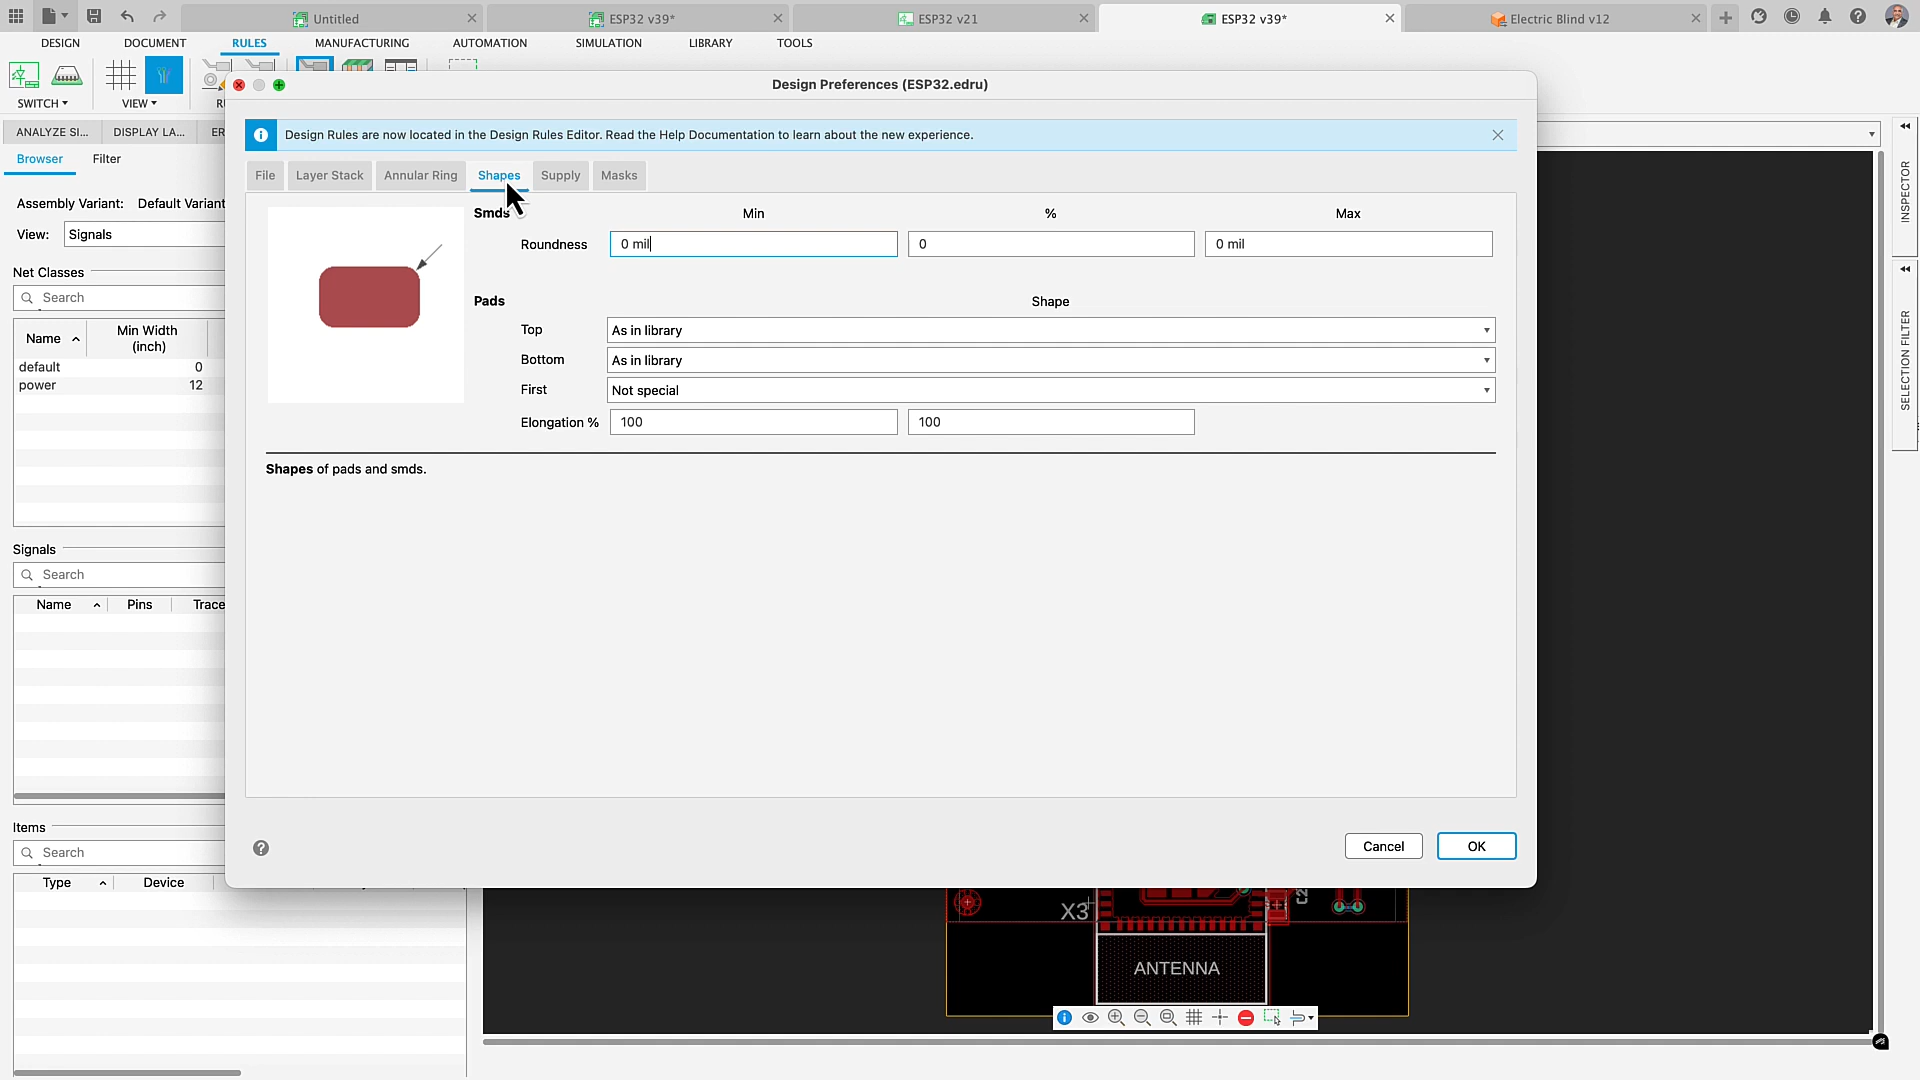 Untitled
ESP32 v39*
ESP32 v21
ESP32 v39*
Electric Blind v12
DESIGN
DOCUMENT
RULES
MANUFACTURING
AUTOMATION
SIMULATION
LIBRARY
TOOLS
SWITCH
VIEW
Design Preferences (ESP32.edru)
ANALYZE SI...
DISPLAY LA...
Browser
Filter
Assembly Variant:
Default Variant
View:
Signals
Net Classes
Search
Name
Min Width
(inch)
default
0
power
12
Signals
Search
Name
Pins
Trace
Items
Search
Type
Device
Design Rules are now located in the Design Rules Editor. Read the Help Documentation to learn about the new experience.
File
Layer Stack
Annular Ring
Shapes
Supply
Masks
Smds
Min
%
Max
Roundness
0 mil
0
0 mil
Pads
Shape
Top
As in library
Bottom
As in library
First
Not special
Elongation %
100
100
Shapes of pads and smds.
Cancel
OK
INSPECTOR
SELECTION FILTER
X3
ANTENNA